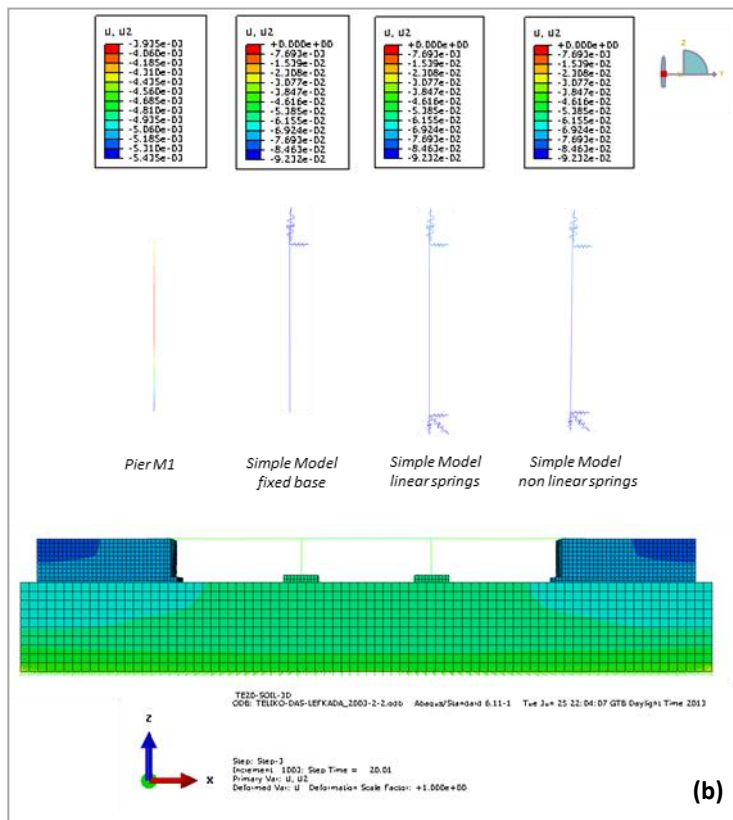 U, U2
-3.935e-03
-4.060e-03
-4.185e-03
-4.310e-03
-4.435e-03
-4.560e-03
-4.685e-03
-4.810e-03
-4.935e-03
-5.060e-03
-5.185e-03
-5.310e-03
-5.435e-03
U, U2
+0.000e+00
-7.693e-03
-1.539e-02
-2.308e-02
-3.077e-02
-3.847e-02
-4.616e-02
-5.385e-02
-6.155e-02
-6.924e-02
-7.693e-02
-8.463e-02
-9.232e-02
U, U2
+0.000e+00
-7.693e-03
-1.539e-02
-2.308e-02
-3.077e-02
-3.847e-02
-4.616e-02
-5.385e-02
-6.155e-02
-6.924e-02
-7.693e-02
-8.463e-02
-9.232e-02
U, U2
+0.000e+00
-7.693e-03
-1.539e-02
-2.308e-02
-3.077e-02
-3.847e-02
-4.616e-02
-5.385e-02
-6.155e-02
-6.924e-02
-7.693e-02
-8.463e-02
-9.232e-02
Z
Y
Pier M1
Simple Model
fixed base
Simple Model
linear springs
Simple Model
non linear springs
TE2D-SOIL-3D
ODB: TELIKO-DAS-LEFKADA_2003-2-2.odb Abaqus/Standard 6.11-1 Tue Jun 25 22:04:07 GTB Daylight Time 2013
Z
X
Step: Step-3
Increment 1003: Step Time = 20.01
Primary Var: U, U2
Deformed Var: U Deformation Scale Factor: +1.000e+00
(b)